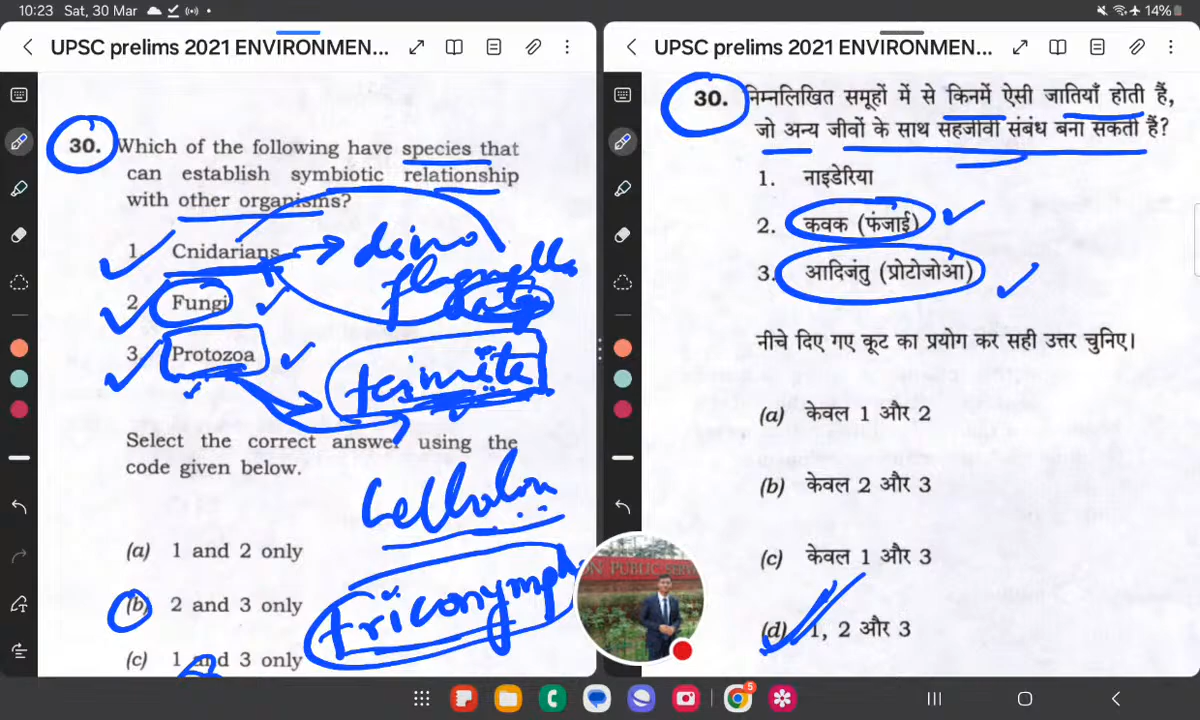 10:23 Sat, 30 Mar
14%
UPSC prelims 2021 ENVIRONMEN...
30. Which of the following have species that
can establish symbiotic relationship
with other organisms?
1. Cnidarians
2. Fungi
3. Protozoa
dino
termite
Select the correct answer using the
code given below.
(a) 1 and 2 only
(b) 2 and 3 only
(c) 1 and 3 only
UPSC prelims 2021 ENVIRONMEN...
30. निम्नलिखित समूहों में से किनमें ऐसी जातियाँ होती हैं,
जो अन्य जीवों के साथ सहजीवी संबंध बना सकती हैं?
1. नाइडेरिया
2. कवक (फंजाई)
3. आदिजंतु (प्रोटोजोआ)
नीचे दिए गए कूट का प्रयोग कर सही उत्तर चुनिए।
(a) केवल 1 और 2
(b) केवल 2 और 3
(c) केवल 1 और 3
(d) 1, 2 और 3
ON PUBLIC SERV
5